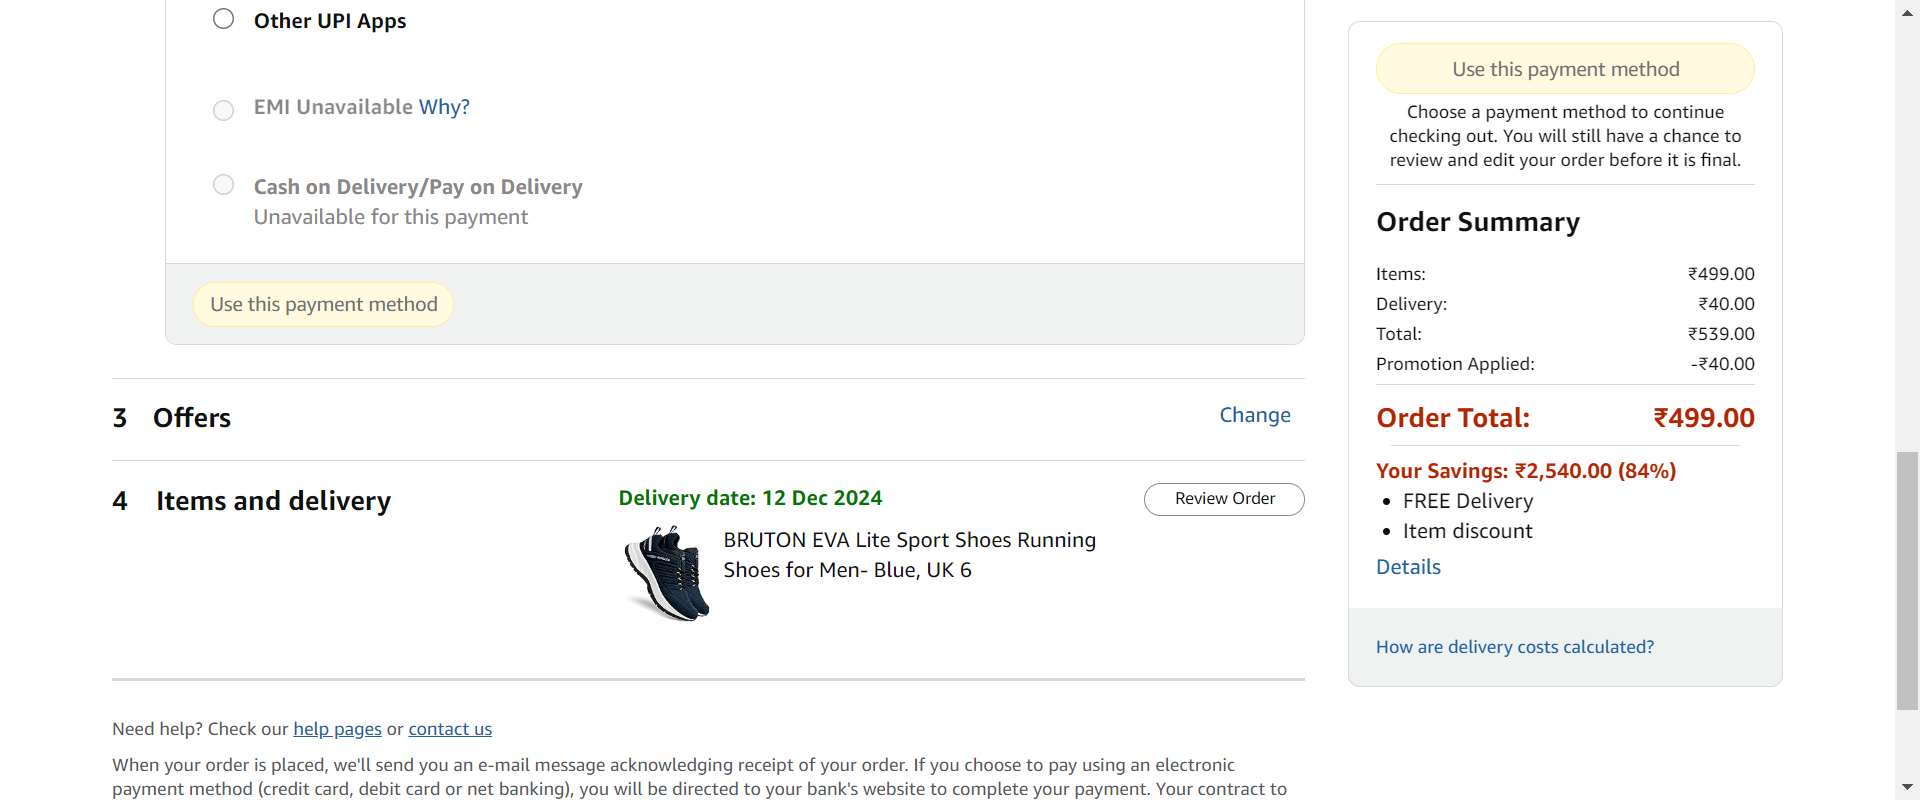 Other UPI Apps
EMI Unavailable Why?
Cash on Delivery/Pay on Delivery
Unavailable for this payment
Use this payment method
3 Offers
Change
4 Items and delivery
Delivery date: 12 Dec 2024
Review Order
BRUTON EVA Lite Sport Shoes Running
Shoes for Men- Blue, UK 6
Need help? Check our help pages or contact us
When your order is placed, we'll send you an e-mail message acknowledging receipt of your order. If you choose to pay using an electronic
payment method (credit card, debit card or net banking), you will be directed to your bank's website to complete your payment. Your contract to
Use this payment method
Choose a payment method to continue
checking out. You will still have a chance to
review and edit your order before it is final.
Order Summary
Items: ₹499.00
Delivery: ₹40.00
Total: ₹539.00
Promotion Applied: -₹40.00
Order Total: ₹499.00
Your Savings: ₹2,540.00 (84%)
• FREE Delivery
• Item discount
Details
How are delivery costs calculated?